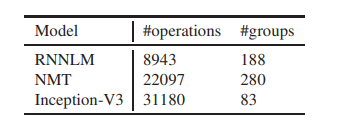 Model #operations #groups
RNNLM 8943 188
NMT 22097 280
Inception-V3 31180 83